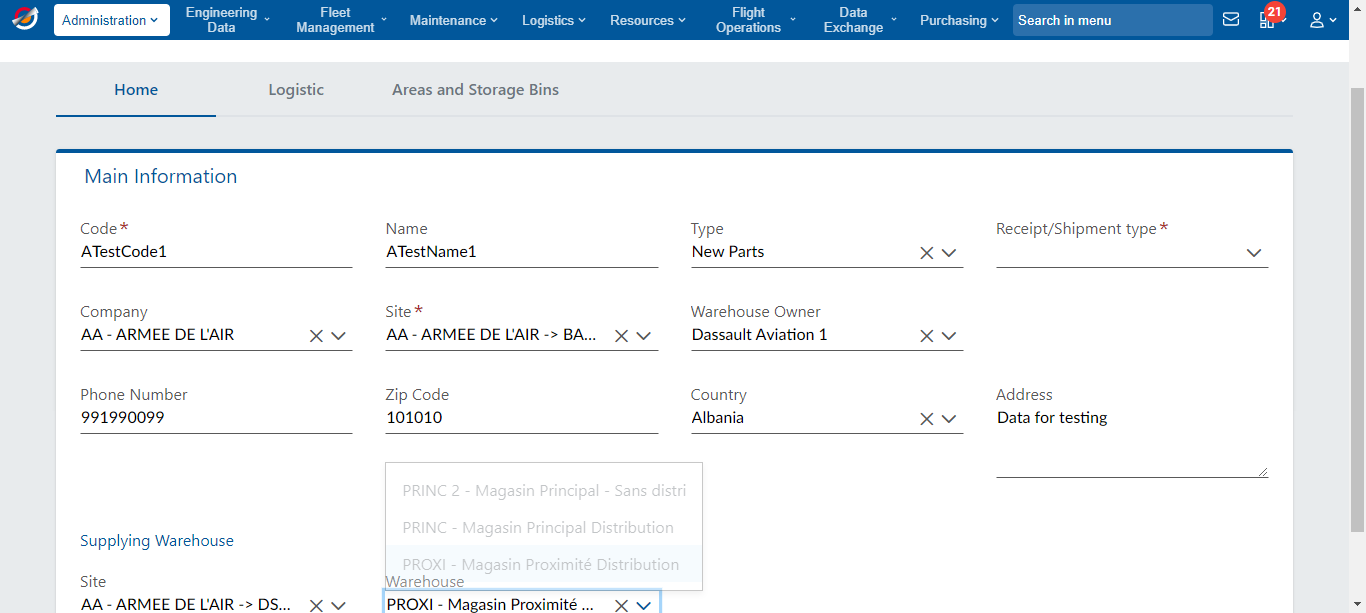 Administration
Engineering Data
Fleet Management
Maintenance
Logistics
Resources
Flight Operations
Data Exchange
Purchasing
Search in menu
21
Home
Logistic
Areas and Storage Bins
Main Information
Code*
Name
Type
Receipt/Shipment type*
ATestCode1
ATestName1
New Parts
Company
Site*
Warehouse Owner
AA - ARMEE DE L'AIR
AA - ARMEE DE L'AIR -> BA...
Dassault Aviation 1
Phone Number
Zip Code
Country
Address
991990099
101010
Albania
Data for testing
PRINC 2 - Magasin Principal - Sans distri
PRINC - Magasin Principal Distribution
PROXI - Magasin Proximité Distribution
Supplying Warehouse
Site
Warehouse
AA - ARMEE DE L'AIR -> DS...
PROXI - Magasin Proximité ...